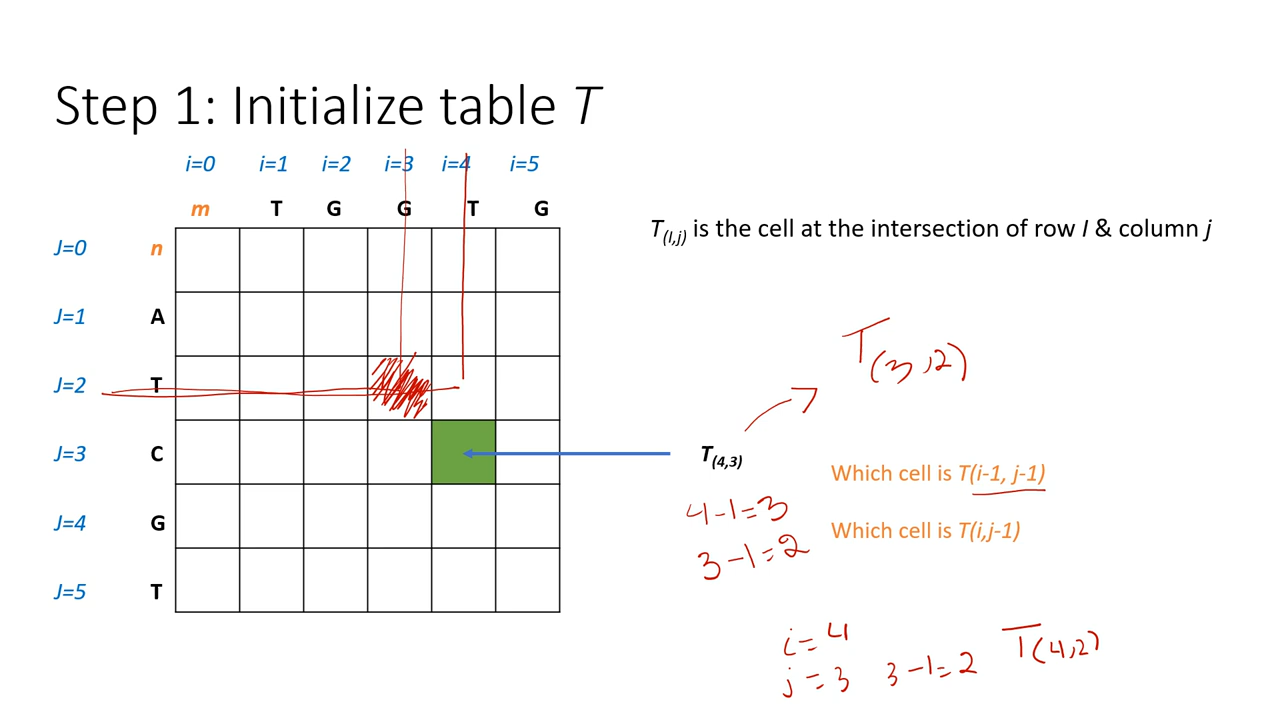 Step 1: Initialize table T
i=0 i=1 i=2 i=3 i=4 i=5
m T G G T G
J=0 n
J=1 A
J=2 T
J=3 C
J=4 G
J=5 T
T(I,j) is the cell at the intersection of row I & column j
T(3,2)
T(4,3)
Which cell is T(i-1, j-1)
4-1=3
Which cell is T(i,j-1)
3-1=2
i=4
j=3 3-1=2 T(4,2)